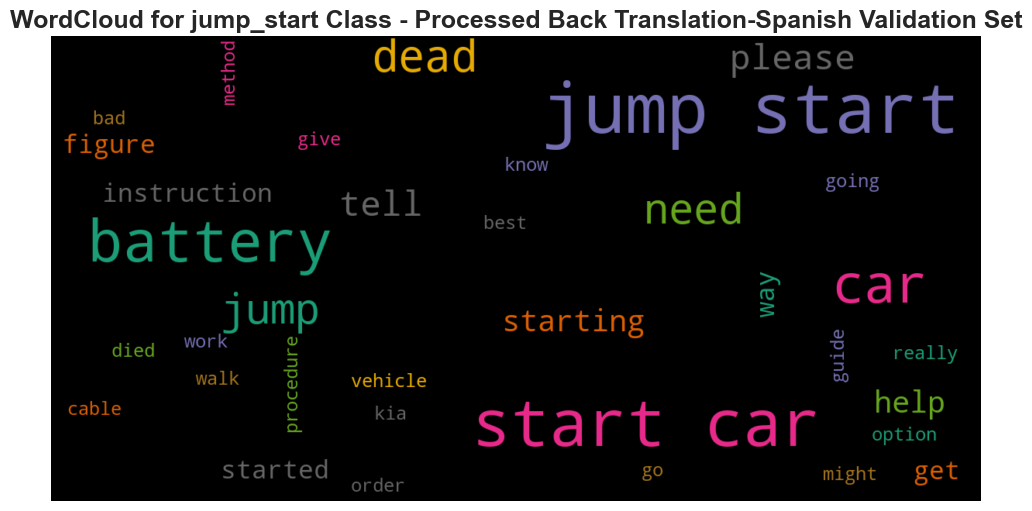 WordCloud for jump_start Class - Processed Back Translation-Spanish Validation Set
method
dead
please
jump start
bad
figure
give
know
going
instruction
tell
best
need
battery
car
jump
way
starting
died
work
procedure
guide
really
walk
vehicle
cable
kia
start car
help
option
started
order
go
might
get